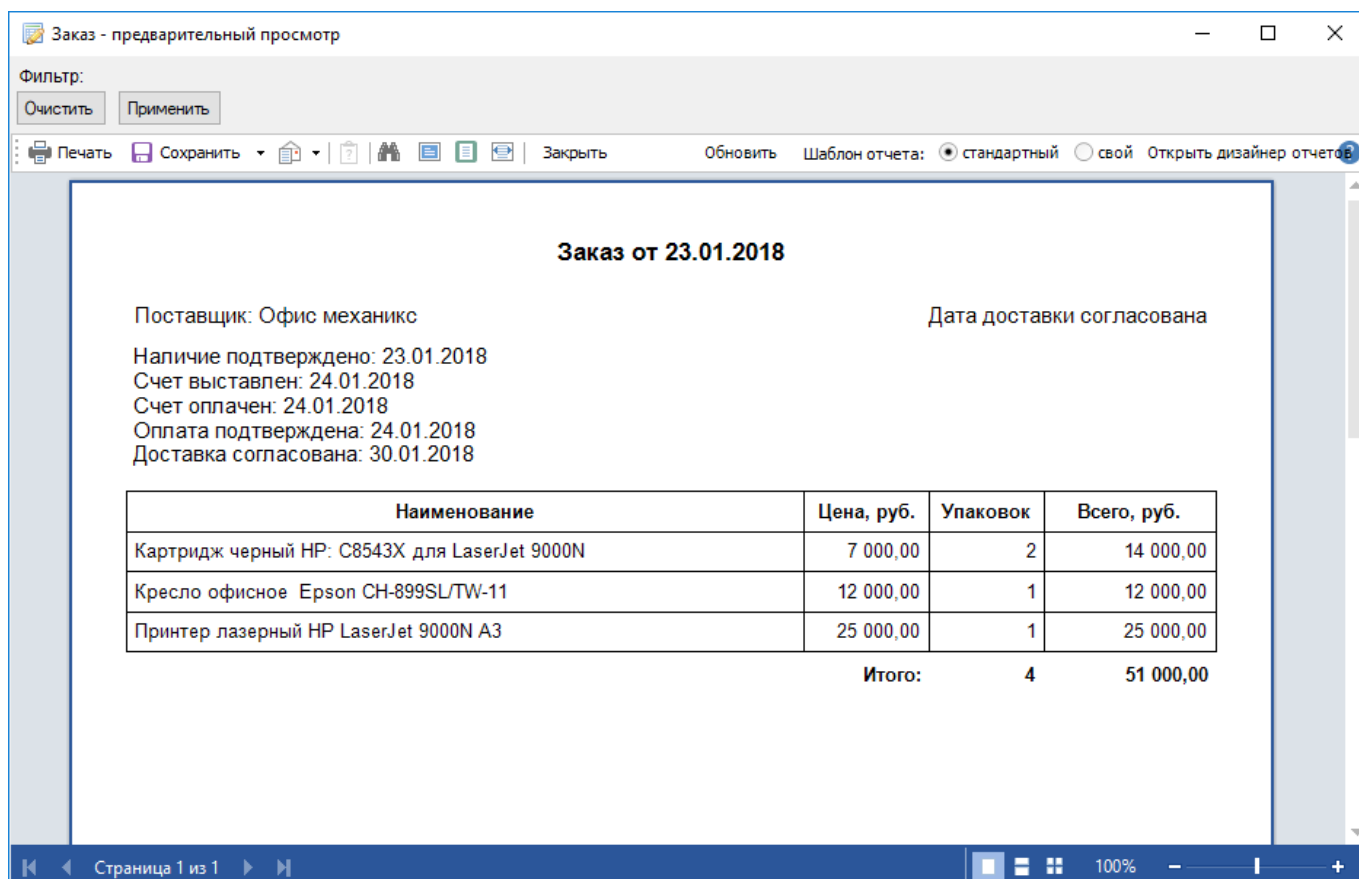 Заказ - предварительный просмотр
Фильтр:
Очистить Применить
Печать Сохранить Закрыть Обновить Шаблон отчета: стандартный свой Открыть дизайнер отчетов
Заказ от 23.01.2018
Поставщик: Офис механикс Дата доставки согласована
Наличие подтверждено: 23.01.2018
Счет выставлен: 24.01.2018
Счет оплачен: 24.01.2018
Оплата подтверждена: 24.01.2018
Доставка согласована: 30.01.2018
Наименование Цена, руб. Упаковок Всего, руб.
Картридж черный HP: C8543X для LaserJet 9000N 7 000,00 2 14 000,00
Кресло офисное Epson CH-899SL/TW-11 12 000,00 1 12 000,00
Принтер лазерный HP LaserJet 9000N A3 25 000,00 1 25 000,00
Итого: 4 51 000,00
Страница 1 из 1 100%